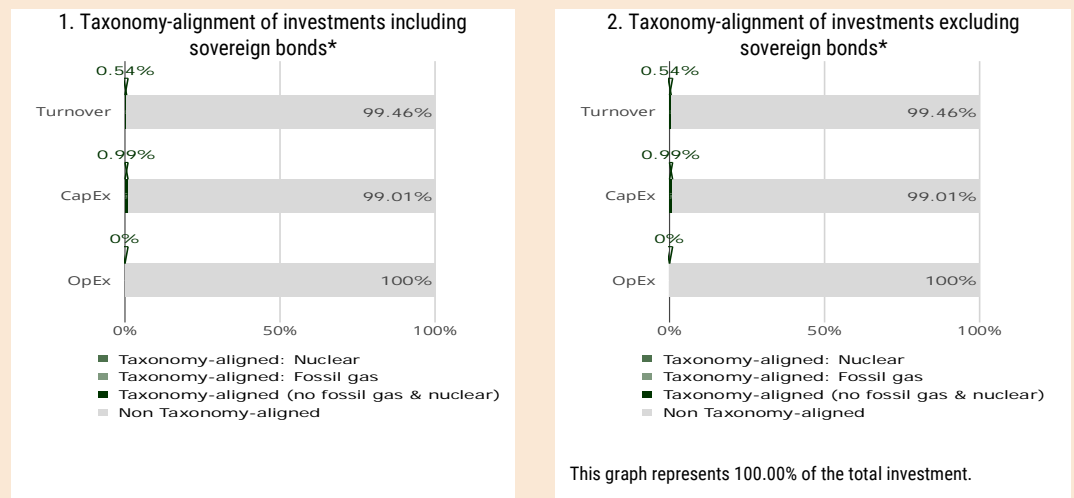 1. Taxonomy-alignment of investments including
sovereign bonds*
0.54%
Turnover
99.46%
0.99%
CapEx
99.01%
0%
OpEx
100%
0%
50%
100%
Taxonomy-aligned: Nuclear
Taxonomy-aligned: Fossil gas
Taxonomy-aligned (no fossil gas & nuclear)
Non Taxonomy-aligned
2. Taxonomy-alignment of investments excluding
sovereign bonds*
0.54%
Turnover
99.46%
0.99%
CapEx
99.01%
0%
OpEx
100%
0%
50%
100%
Taxonomy-aligned: Nuclear
Taxonomy-aligned: Fossil gas
Taxonomy-aligned (no fossil gas & nuclear)
Non Taxonomy-aligned
This graph represents 100.00% of the total investment.